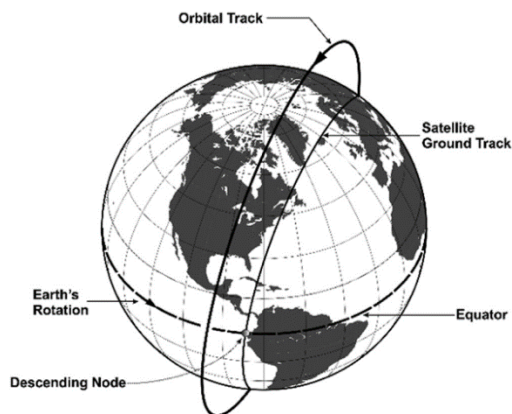 Orbital Track
Satellite
Ground Track
Earth's
Rotation
Equator
Descending Node